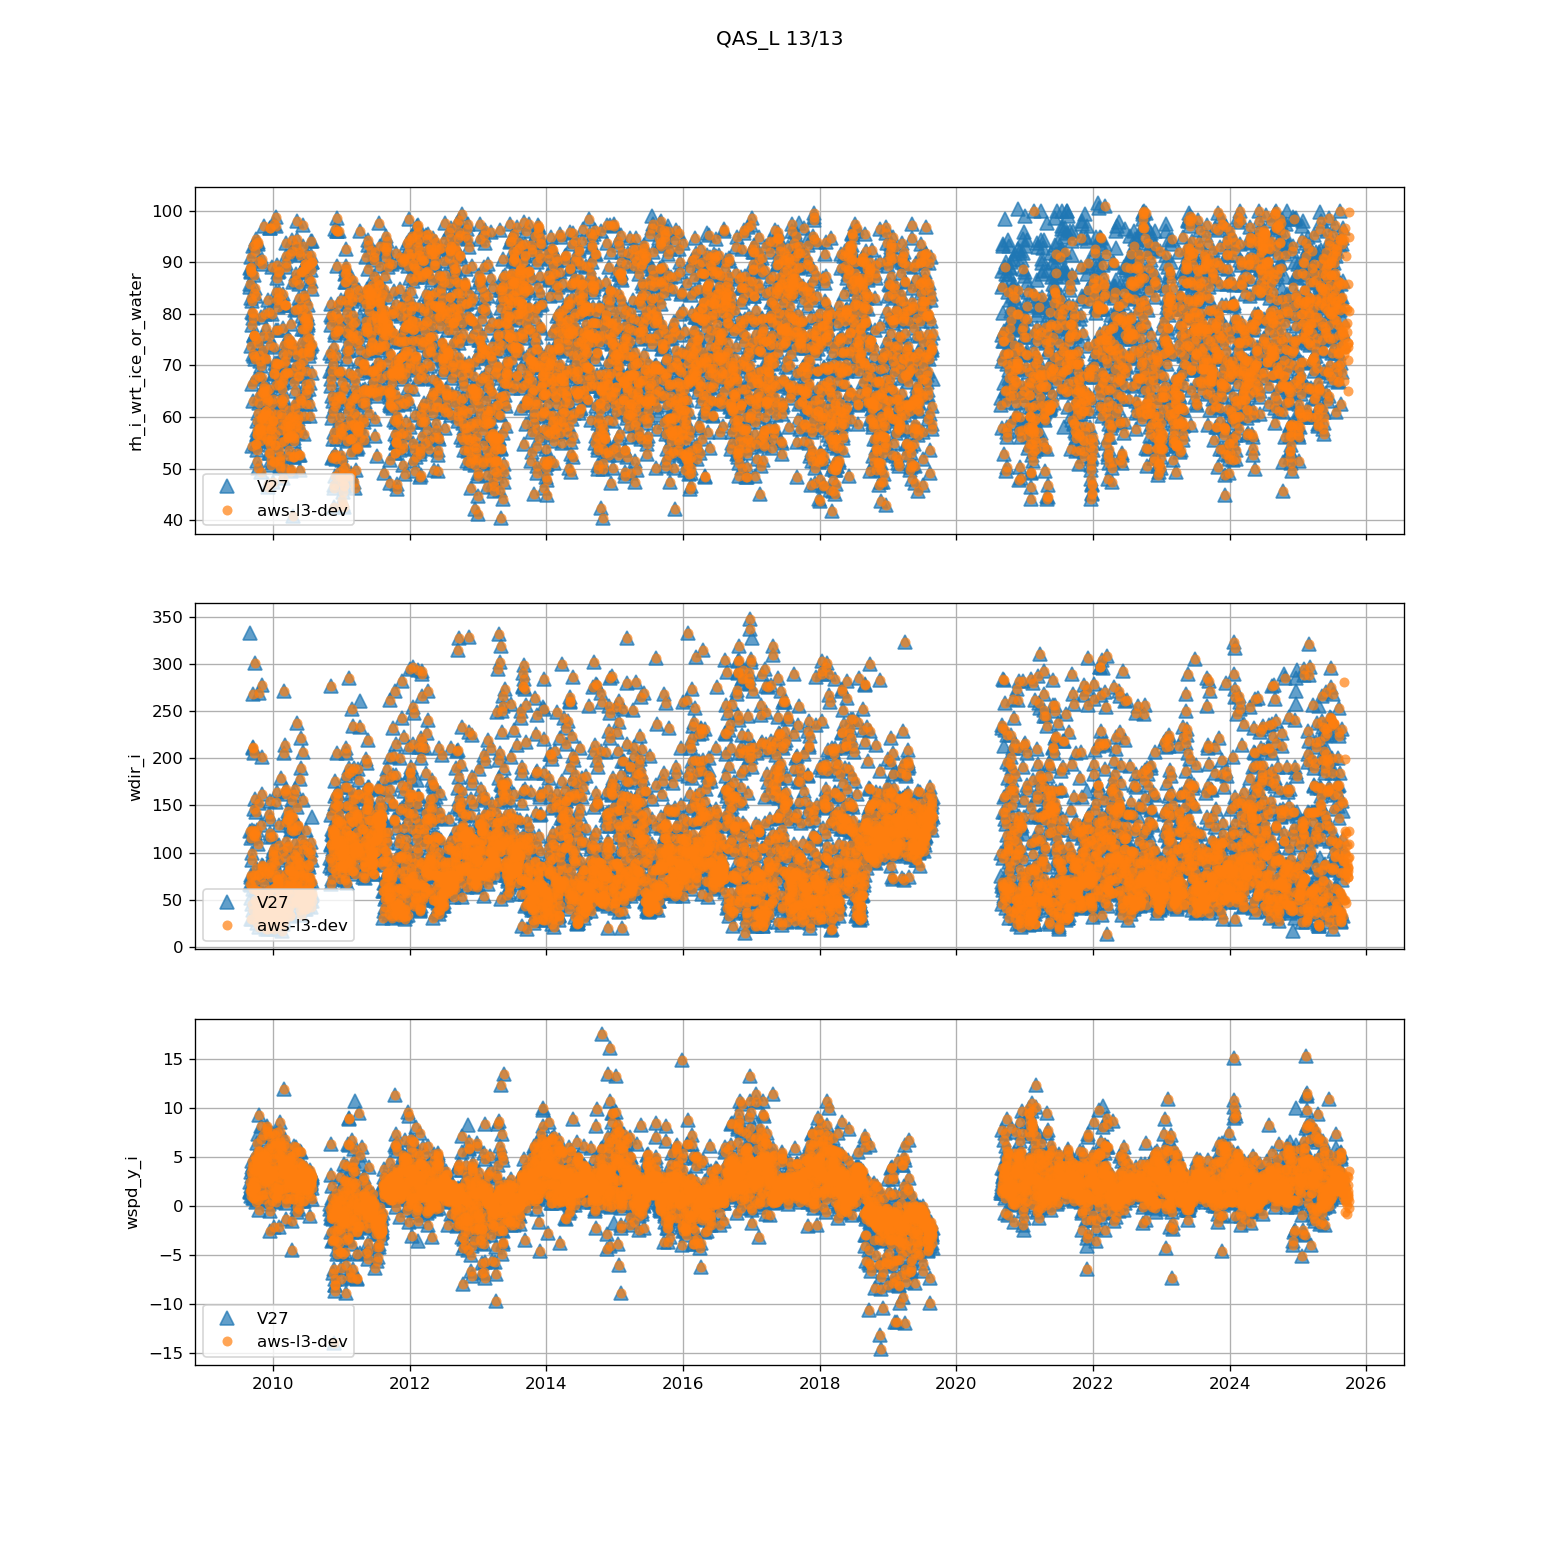 QAS_L 13/13
rh_i_wrt_ice_or_water
100
90
80
70
60
50
40
V27
aws-l3-dev
wdir_i
350
300
250
200
150
100
50
0
V27
aws-l3-dev
wspd_y_i
15
10
5
0
−5
−10
−15
V27
aws-l3-dev
2010 2012 2014 2016 2018 2020 2022 2024 2026